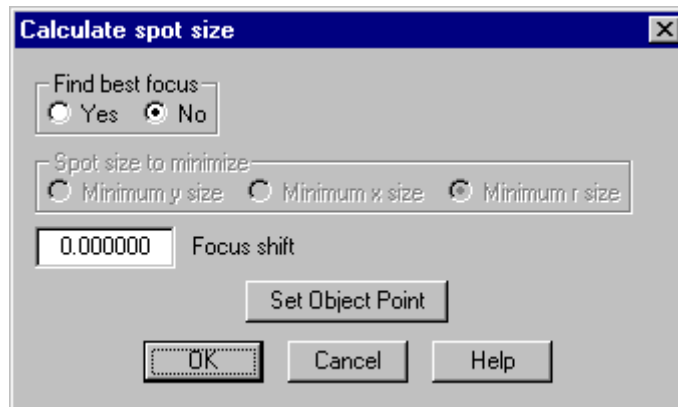 Calculate spot size
Find best focus
Yes No
Spot size to minimize
Minimum y size Minimum x size Minimum r size
0.000000 Focus shift
Set Object Point
OK Cancel Help